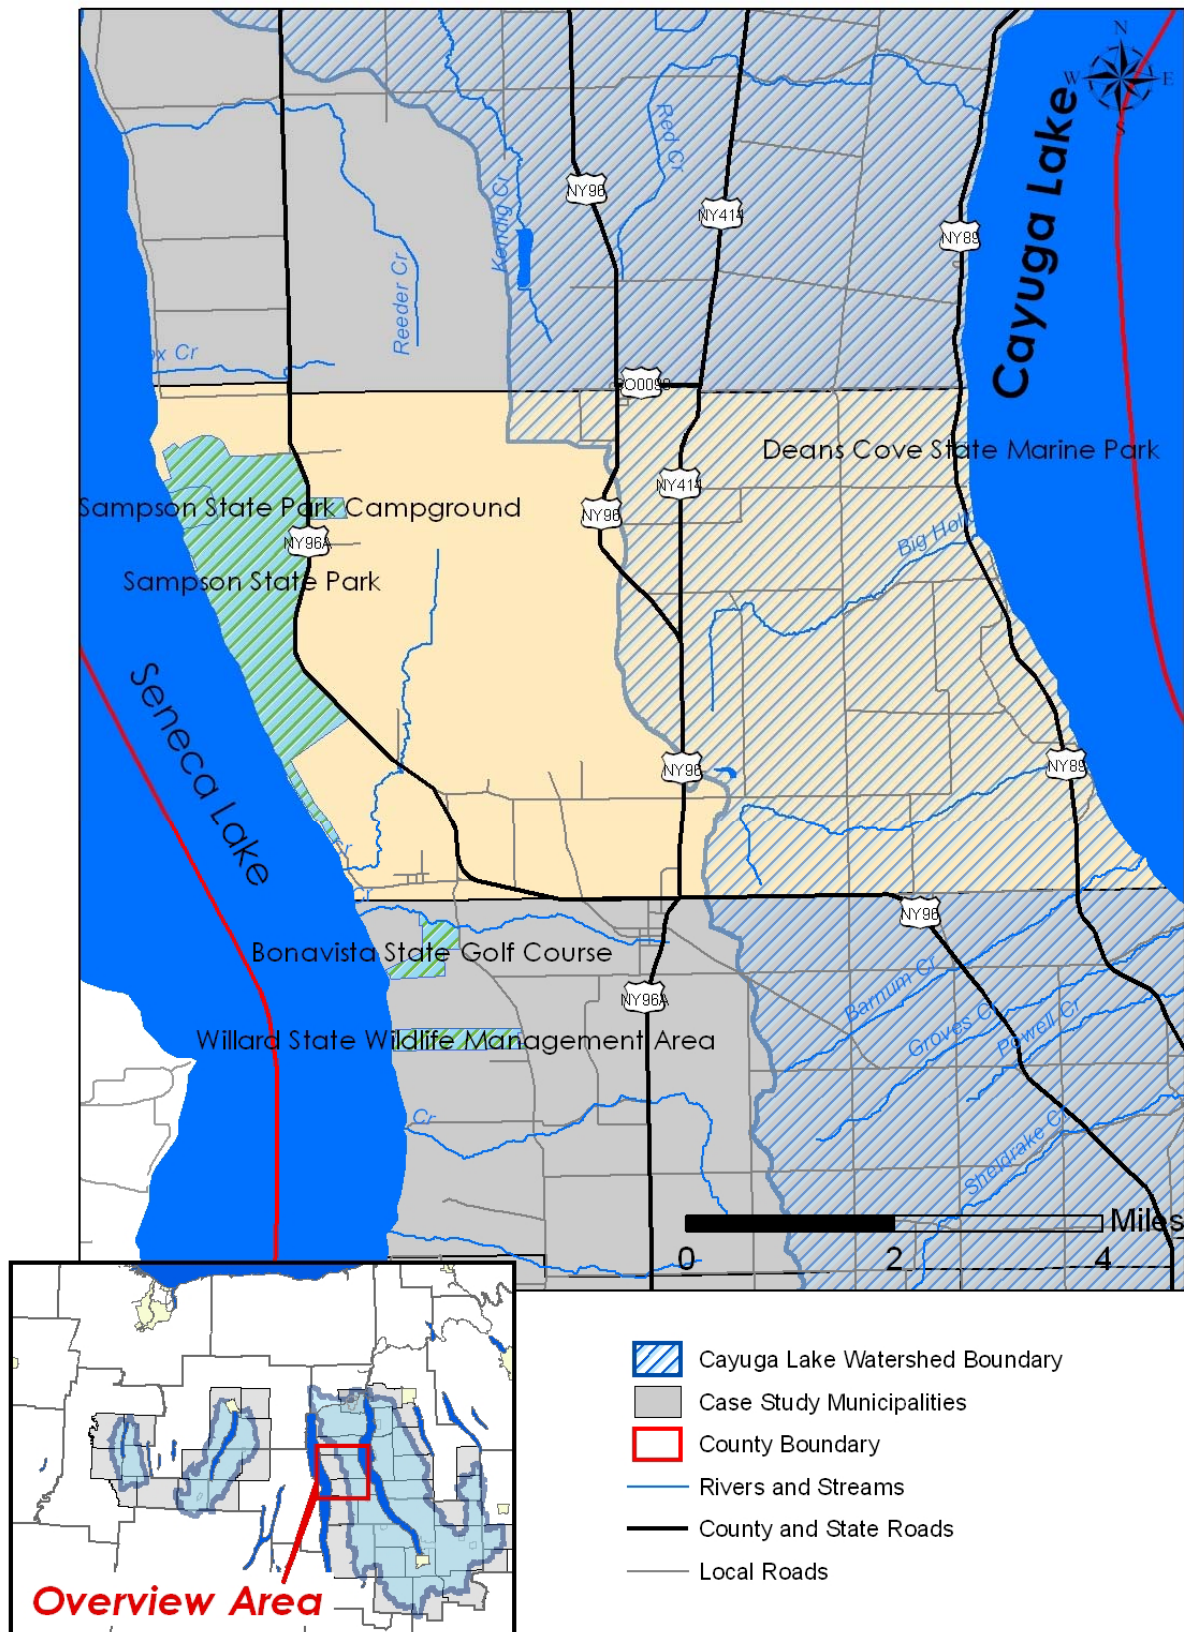 N
W
E
S
Cayuga Lake
Red Cr
Kendig Cr
NY96
NY414
NY89
Reeder Cr
Cr
Deans Cove State Marine Park
NY414
Sampson State Park Campground
NY96
NY96A
Big Hollo
Sampson State Park
Seneca Lake
NY96
NY89
Cr
NY96
Bonavista State Golf Course
Barnum Cr
NY96A
Groves Cr
Powell Cr
Willard State Wildlife Management Area
Cr
Sheldrake Cr
Miles
0 2 4
Cayuga Lake Watershed Boundary
Case Study Municipalities
County Boundary
Rivers and Streams
County and State Roads
Local Roads
Overview Area